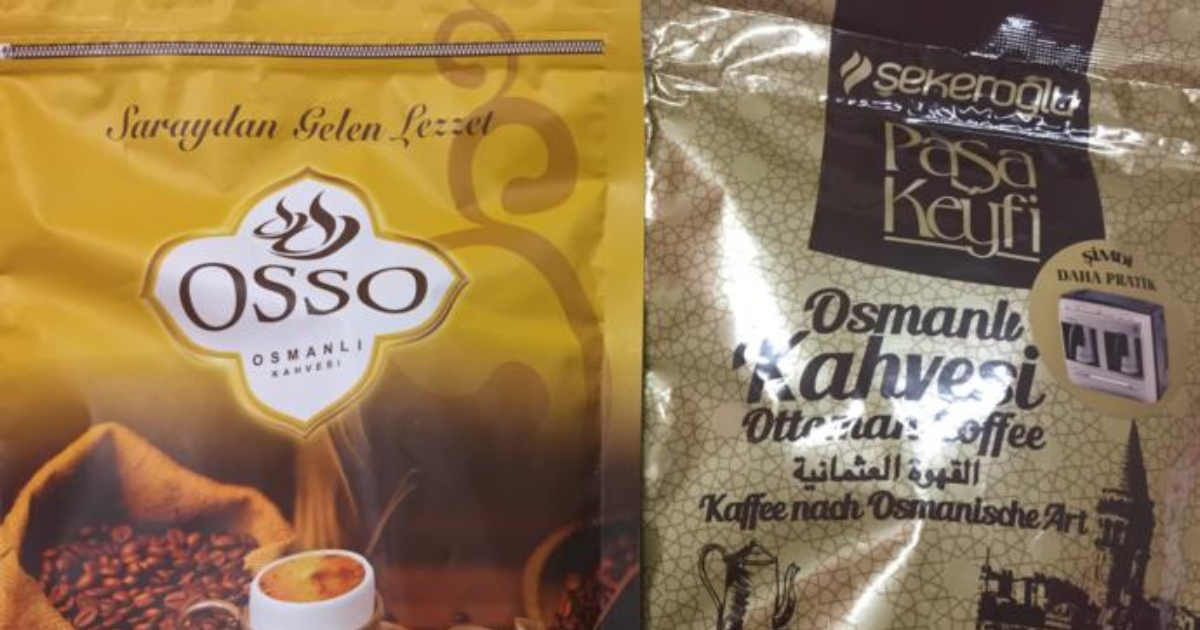 Saraydan Gelen Lezzet
OSSO
OSMANLI
KAHVESİ
şekeroğlu
Paşa
Keyfi
ŞİMDİ
DAHA PRATİK
Osmanlı
Kahvesi
Ottoman Coffee
القهوة العثمانية
Kaffee nach Osmanische Art